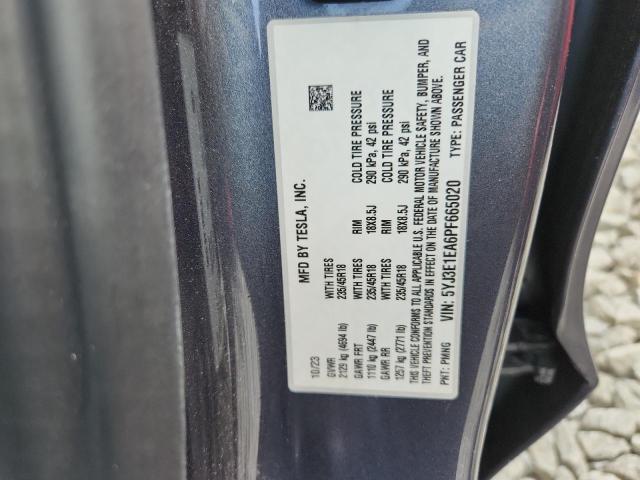 MFD BY TESLA, INC.
10/23
GVWR WITH TIRES RIM COLD TIRE PRESSURE
2129 kg (4694 lb) 235/45R18 18X8.5J 290 kPa, 42 psi
GAWR FRT WITH TIRES RIM COLD TIRE PRESSURE
1110 kg (2447 lb) 235/45R18 18X8.5J 290 kPa, 42 psi
GAWR RR
1257 kg (2771 lb) 235/45R18
THIS VEHICLE CONFORMS TO ALL APPLICABLE U.S. FEDERAL MOTOR VEHICLE SAFETY, BUMPER, AND
THEFT PREVENTION STANDARDS IN EFFECT ON THE DATE OF MANUFACTURE SHOWN ABOVE.
VIN: 5YJ3E1EA6PF665020 TYPE: PASSENGER CAR
PKT: PMNG